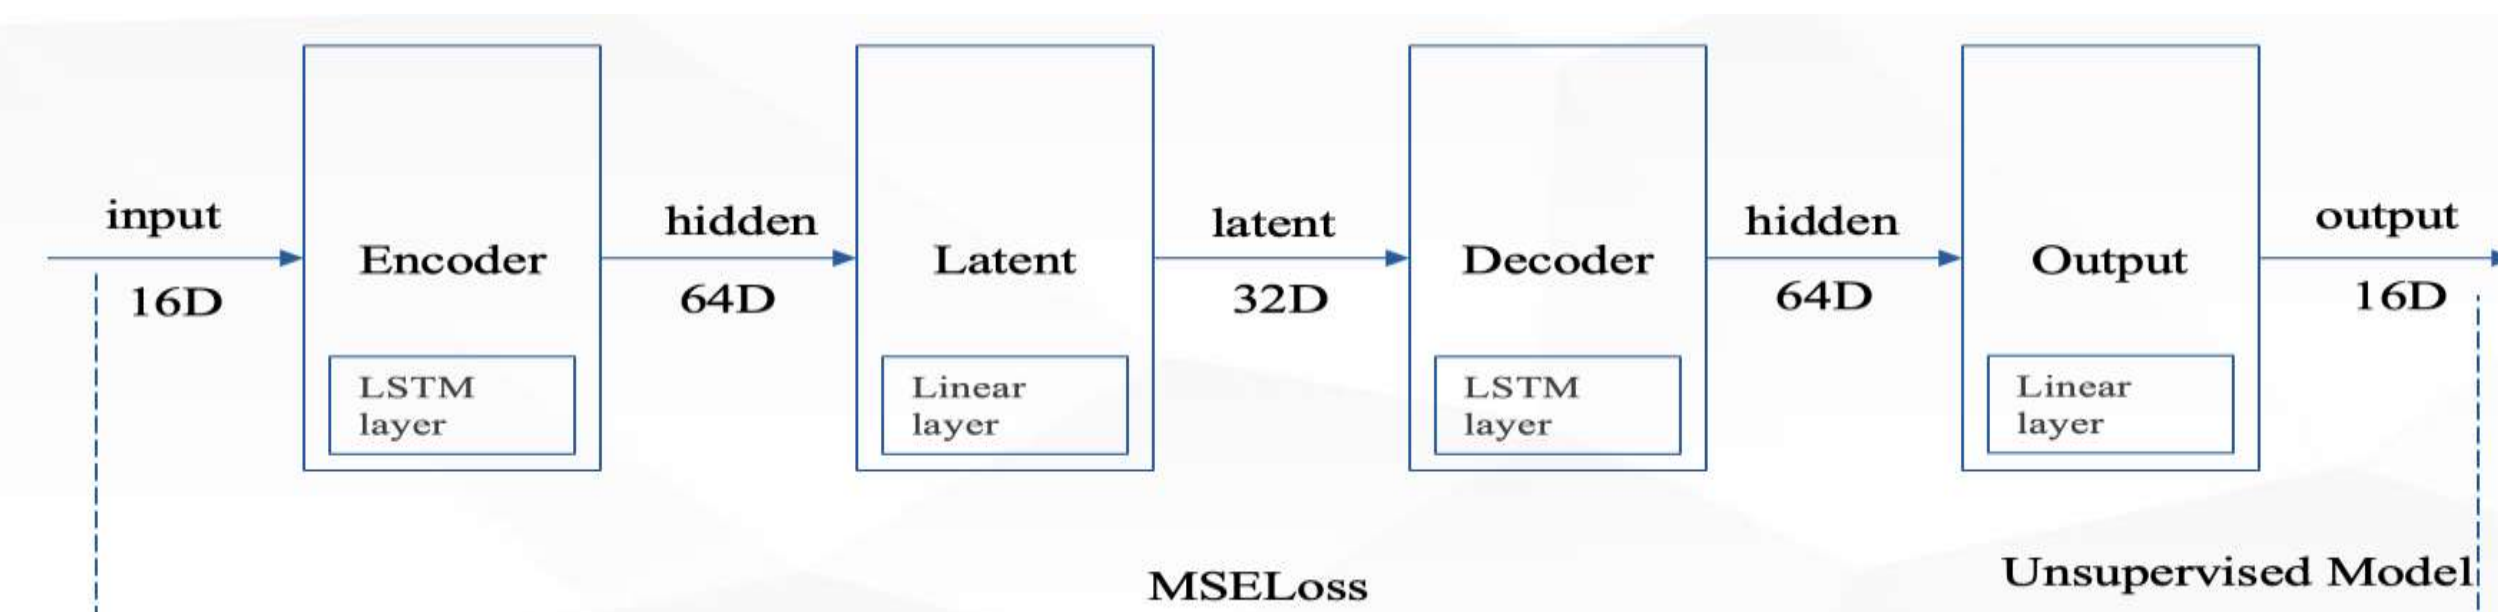 input
16D
Encoder
LSTM
layer
hidden
64D
Latent
Linear
layer
latent
32D
Decoder
LSTM
layer
hidden
64D
Output
Linear
layer
output
16D
MSELoss
Unsupervised Model